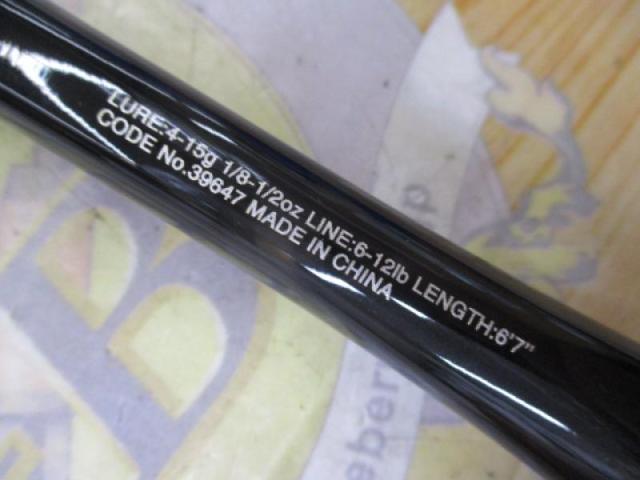 LURE:4-15g 1/8-1/2oz LINE:6-12lb LENGTH:6'7"
CODE No.39647 MADE IN CHINA
B
eber
p